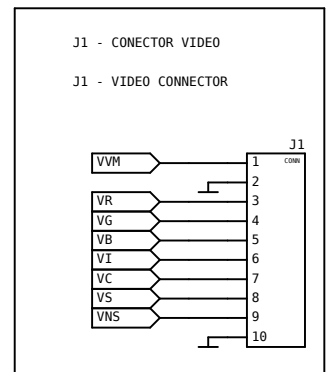 J1 - CONECTOR VIDEO
J1 - VIDEO CONNECTOR
J1
VVM 1 CONN
2
VR 3
VG 4
VB 5
VI 6
VC 7
VS 8
VNS 9
10